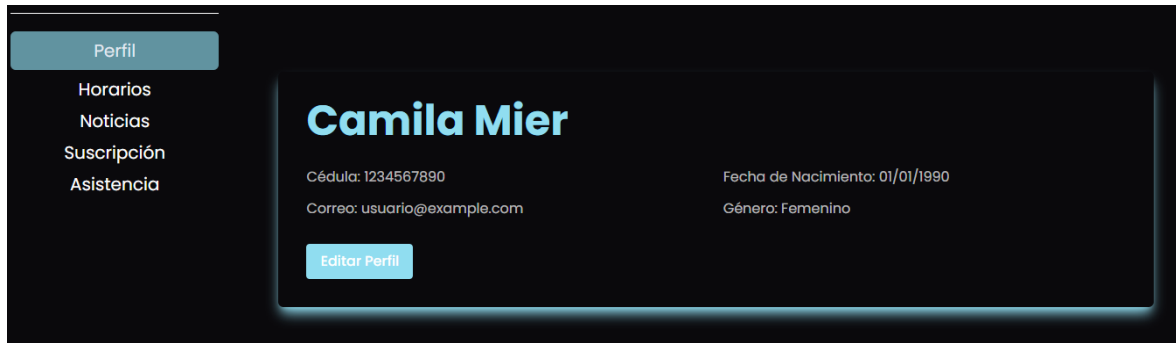 Perfil
Horarios
Noticias
Suscripción
Asistencia
Camila Mier
Cédula: 1234567890
Fecha de Nacimiento: 01/01/1990
Correo: usuario@example.com
Género: Femenino
Editar Perfil